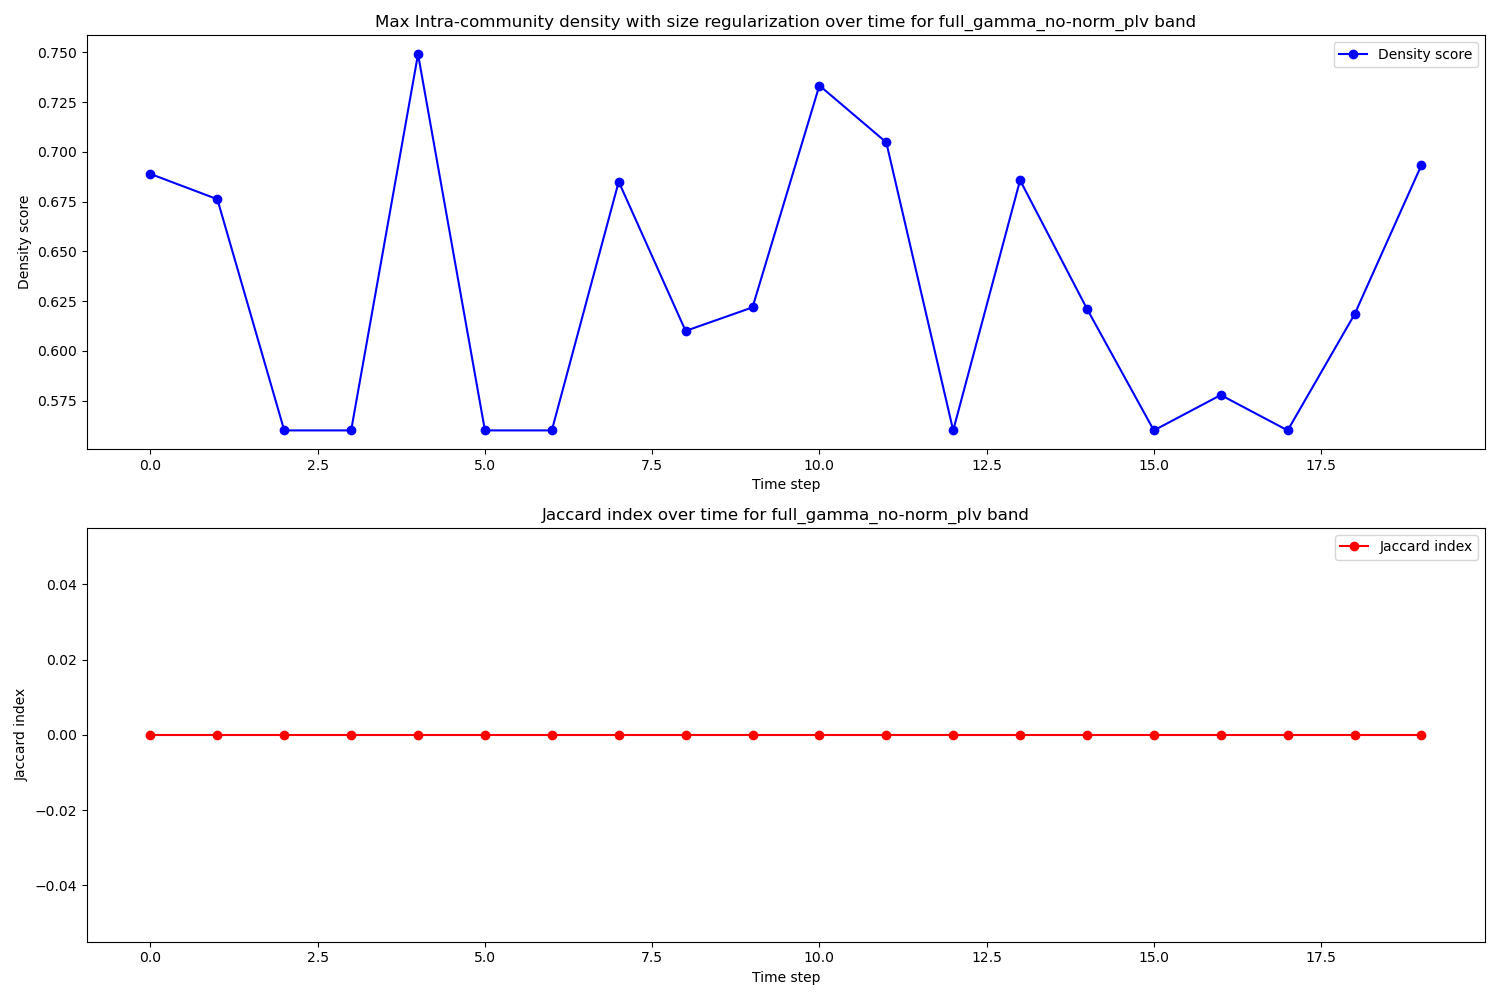 Max Intra-community density with size regularization over time for full_gamma_no-norm_plv band
Density score
0.750
0.725
0.700
0.675
0.650
0.625
0.600
0.575
Density score
0.0 2.5 5.0 7.5 10.0 12.5 15.0 17.5
Time step
Jaccard index over time for full_gamma_no-norm_plv band
Jaccard index
0.04
0.02
0.00
−0.02
−0.04
Jaccard index
0.0 2.5 5.0 7.5 10.0 12.5 15.0 17.5
Time step